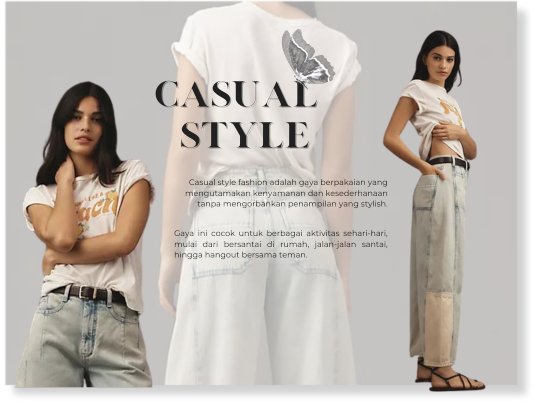 CASUAL
STYLE
Casual style fashion adalah gaya berpakaian yang
mengutamakan kenyamanan dan kesederhanaan
tanpa mengorbankan penampilan yang stylish.
Gaya ini cocok untuk berbagai aktivitas sehari-hari,
mulai dari bersantai di rumah, jalan-jalan santai,
hingga hangout bersama teman.